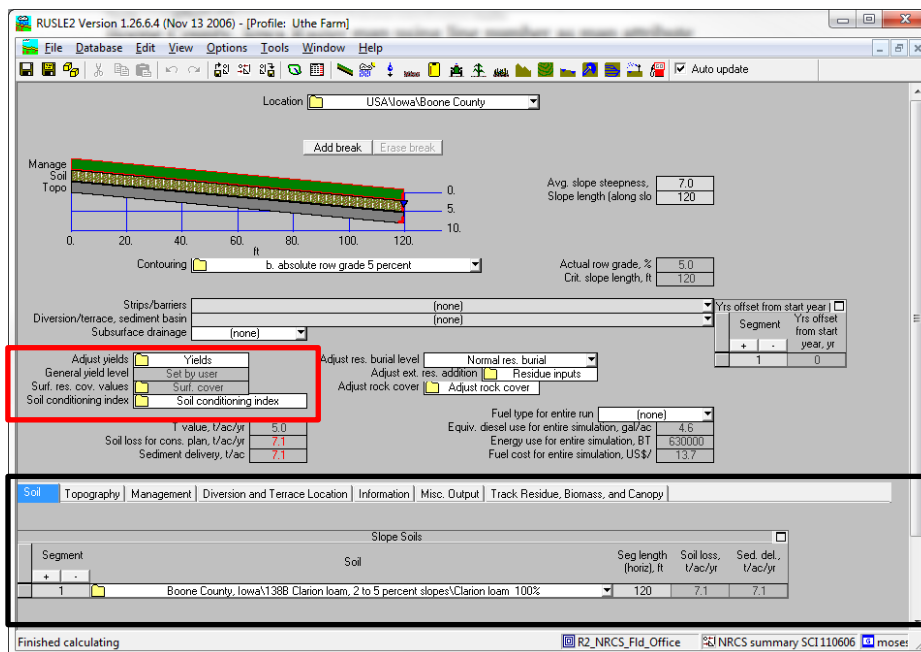 RUSLE2 Version 1.26.6.4 (Nov 13 2006) - [Profile: Uthe Farm]
File Database Edit View Options Tools Window Help
Auto update
Location USA\Iowa\Boone County
Add break Erase break
Manage
Soil
Topo
0.
5.
10.
0. 20. 40. 60. 80. 100. 120.
ft
Avg. slope steepness, 7.0
Slope length (along slo 120
Contouring b. absolute row grade 5 percent
Actual row grade, % 5.0
Crit. slope length, ft 120
Strips/barriers (none)
Diversion/terrace, sediment basin (none)
Subsurface drainage (none)
Yrs offset from start year
Segment Yrs offset from start year, yr
+ -
1 0
Adjust yields Yields
General yield level Set by user
Surf. res. cov. values Surf. cover
Soil conditioning index Soil conditioning index
Adjust res. burial level Normal res. burial
Adjust ext. res. addition Residue inputs
Adjust rock cover Adjust rock cover
Fuel type for entire run (none)
T value, t/ac/yr 5.0
Soil loss for cons. plan, t/ac/yr 7.1
Sediment delivery, t/ac 7.1
Equiv. diesel use for entire simulation, gal/ac 4.6
Energy use for entire simulation, BT 630000
Fuel cost for entire simulation, US$/ 13.7
Soil Topography Management Diversion and Terrace Location Information Misc. Output Track Residue, Biomass, and Canopy
Slope Soils
Segment Soil Seg length (horiz), ft Soil loss, t/ac/yr Sed. del., t/ac/yr
+ -
1 Boone County, Iowa\138B Clarion loam, 2 to 5 percent slopes\Clarion loam 100% 120 7.1 7.1
Finished calculating R2_NRCS_Fld_Office NRCS summary SCI 110606 moses